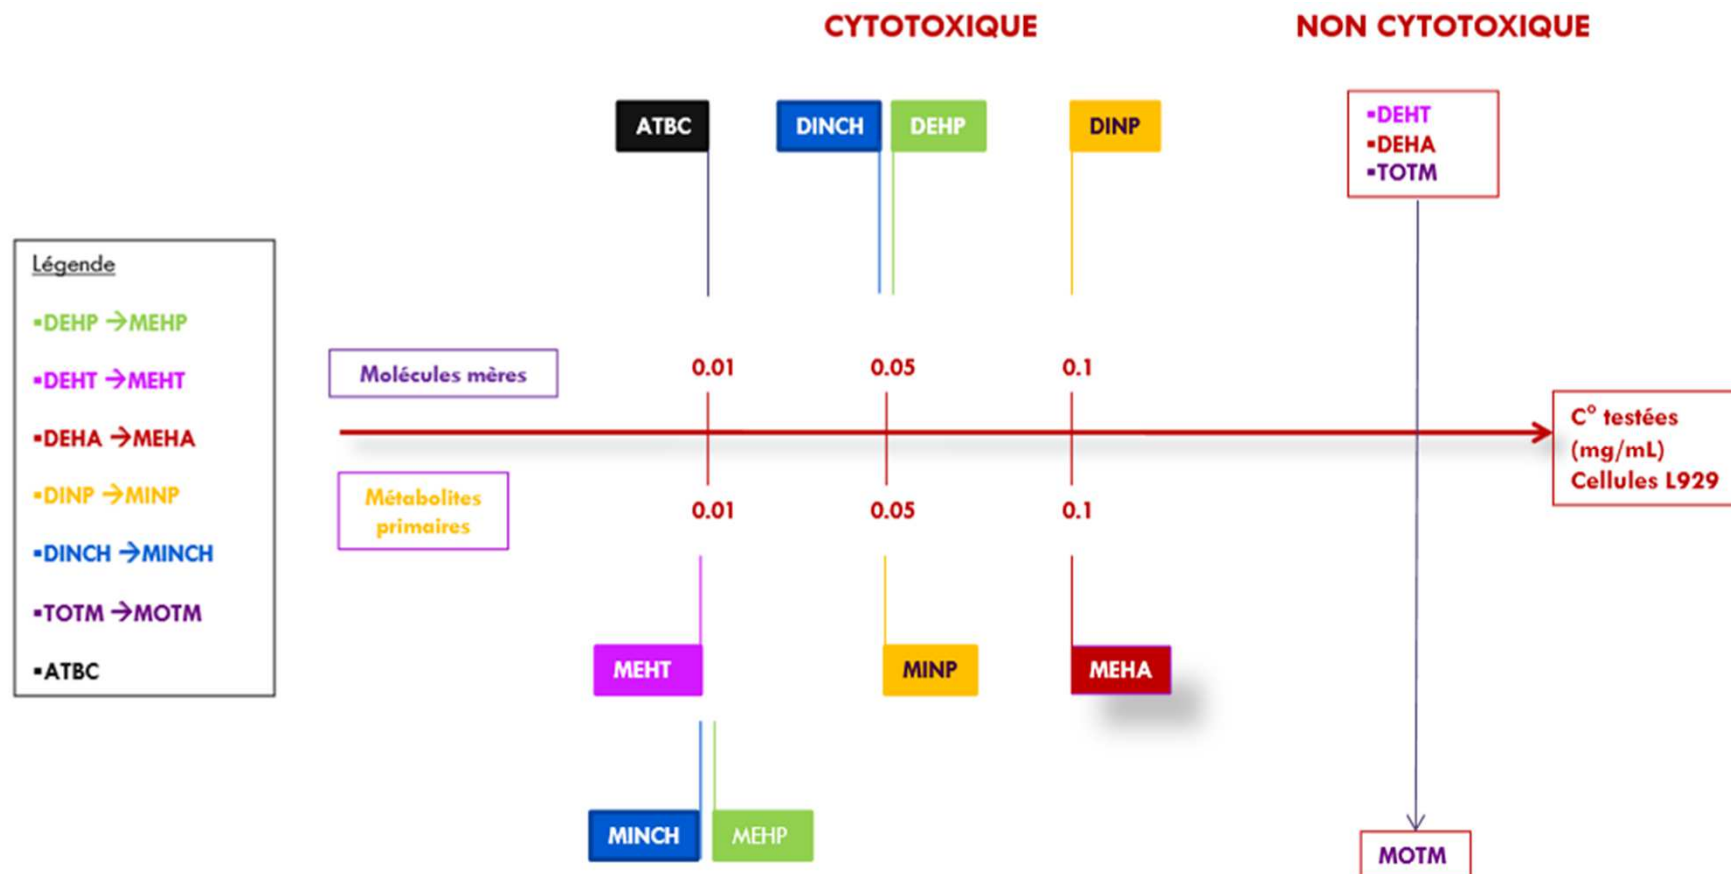 CYTOTOXIQUE
NON CYTOTOXIQUE
ATBC
DINCH
DEHP
DINP
▪DEHT
▪DEHA
▪TOTM
Légende
▪DEHP →MEHP
▪DEHT →MEHT
▪DEHA →MEHA
▪DINP →MINP
▪DINCH →MINCH
▪TOTM →MOTM
▪ATBC
Molécules mères
0.01
0.05
0.1
C° testées
(mg/mL)
Cellules L929
Métabolites
primaires
0.01
0.05
0.1
MEHT
MINP
MEHA
MINCH
MEHP
MOTM